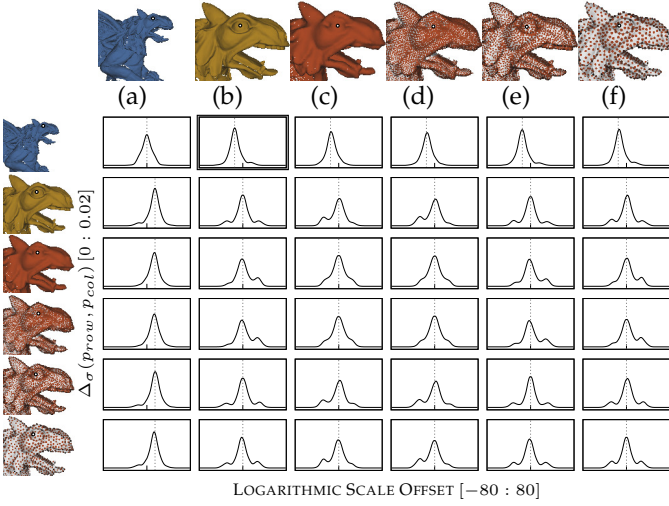 (a) (b) (c) (d) (e) (f)
Δσ(prow, pcol) [0 : 0.02]
LOGARITHMIC SCALE OFFSET [−80 : 80]